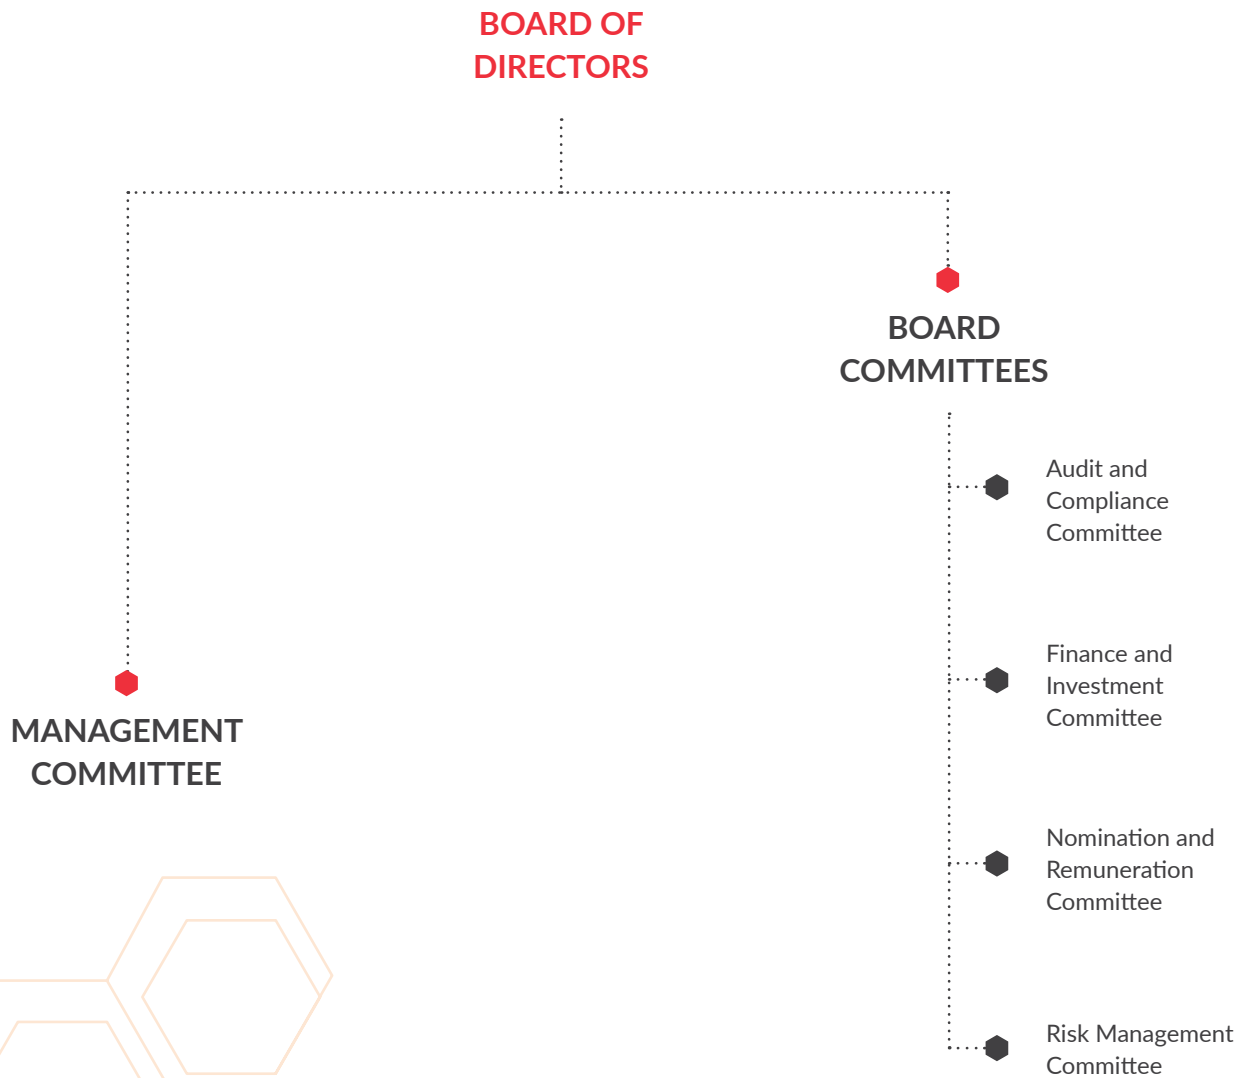 BOARD OF
DIRECTORS
BOARD
COMMITTEES
Audit and
Compliance
Committee
Finance and
Investment
Committee
MANAGEMENT
COMMITTEE
Nomination and
Remuneration
Committee
Risk Management
Committee